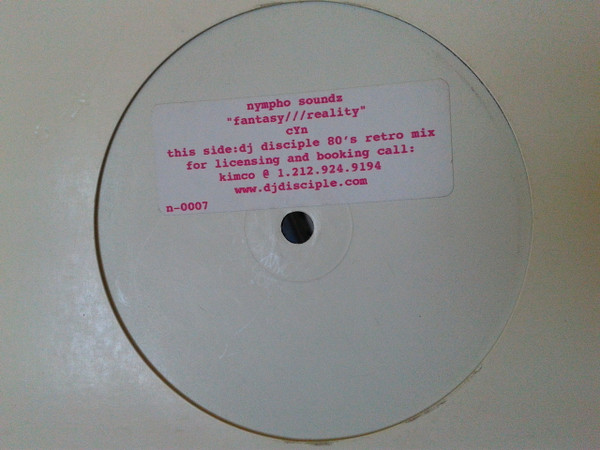 nympho soundz
"fantasy///reality"
cYn
this side:dj disciple 80's retro mix
for licensing and booking call:
kimco @ 1.212.924.9194
www.djdisciple.com
n-0007